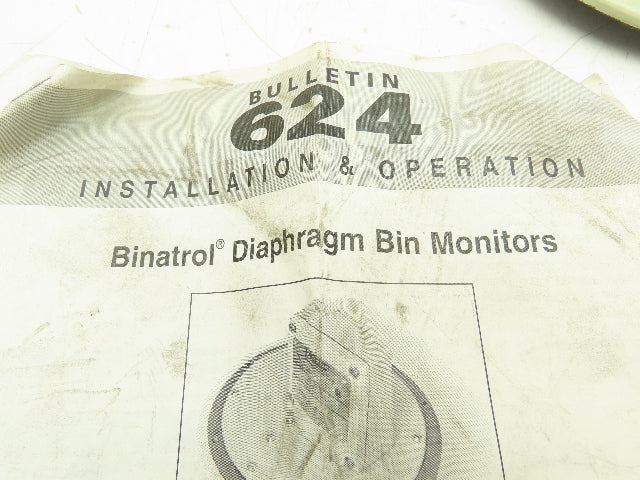 BULLETIN
624
INSTALLATION & OPERATION
Binatrol® Diaphragm Bin Monitors